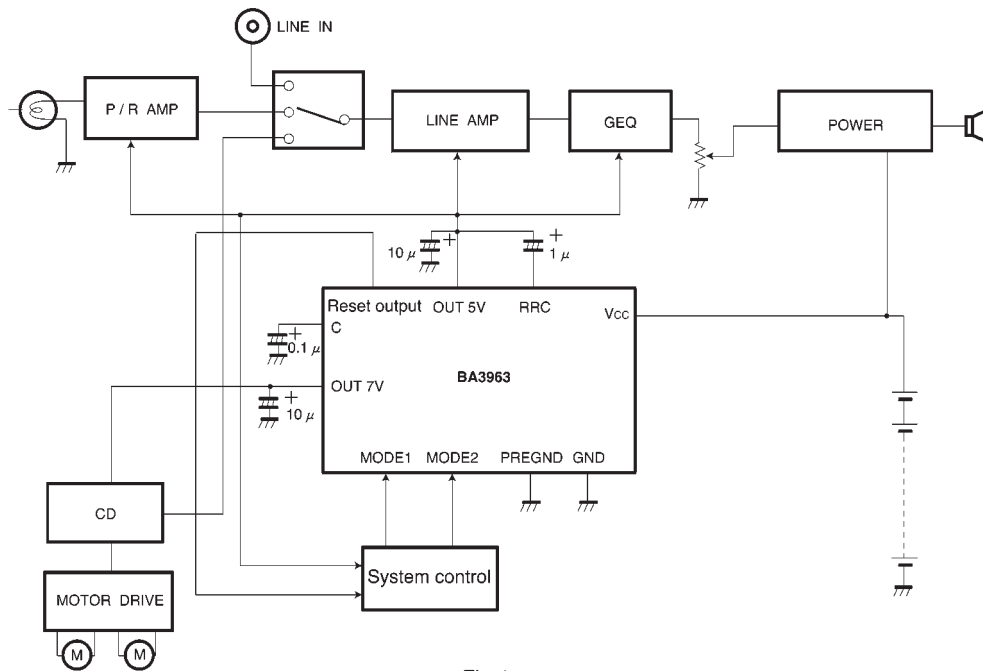 LINE IN
P / R AMP
LINE AMP
GEQ
POWER
10 μ
+
+
1 μ
Reset output
OUT 5V
RRC
Vcc
C
+
0.1 μ
BA3963
OUT 7V
+
10 μ
MODE1
MODE2
PREGND
GND
CD
System control
MOTOR DRIVE
M
M